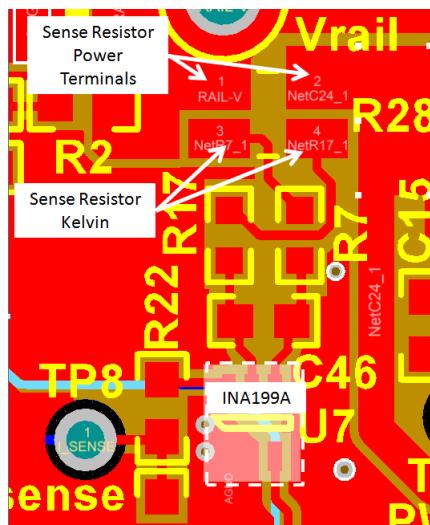 Sense Resistor
Power
Terminals
Vrail
1
RAIL-V
2
NetC24_1
3
NetR7_1
4
NetR17_1
R28
R2
Sense Resistor
Kelvin
R17
R7
C15
NetC24_1
R22
TP8
C46
INA199A
U7
1
I_SENSE
AGND
sense
T